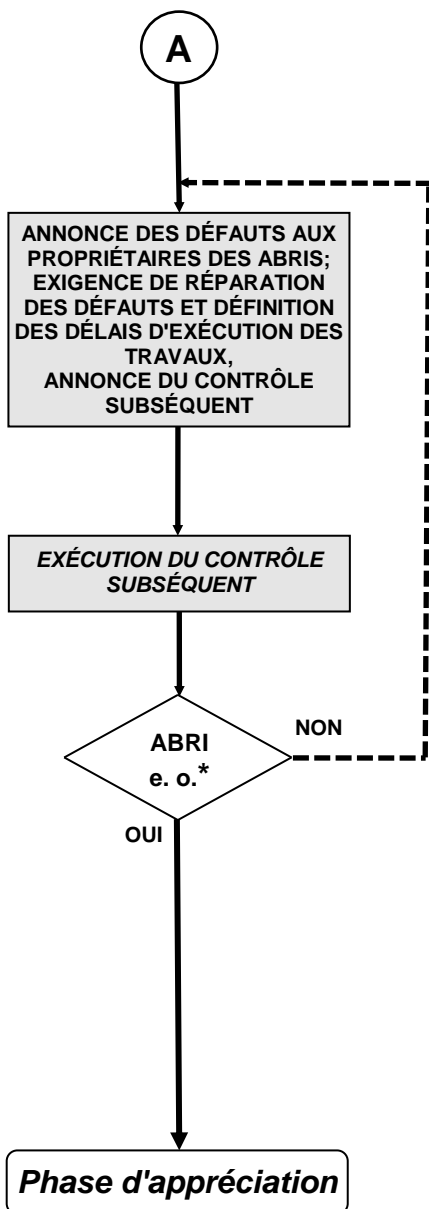 A
ANNONCE DES DÉFAUTS AUX
PROPRIÉTAIRES DES ABRIS;
EXIGENCE DE RÉPARATION
DES DÉFAUTS ET DÉFINITION
DES DÉLAIS D'EXÉCUTION DES
TRAVAUX,
ANNONCE DU CONTRÔLE
SUBSÉQUENT
EXÉCUTION DU CONTRÔLE
SUBSÉQUENT
NON
ABRI
e. o.*
OUI
Phase d'appréciation